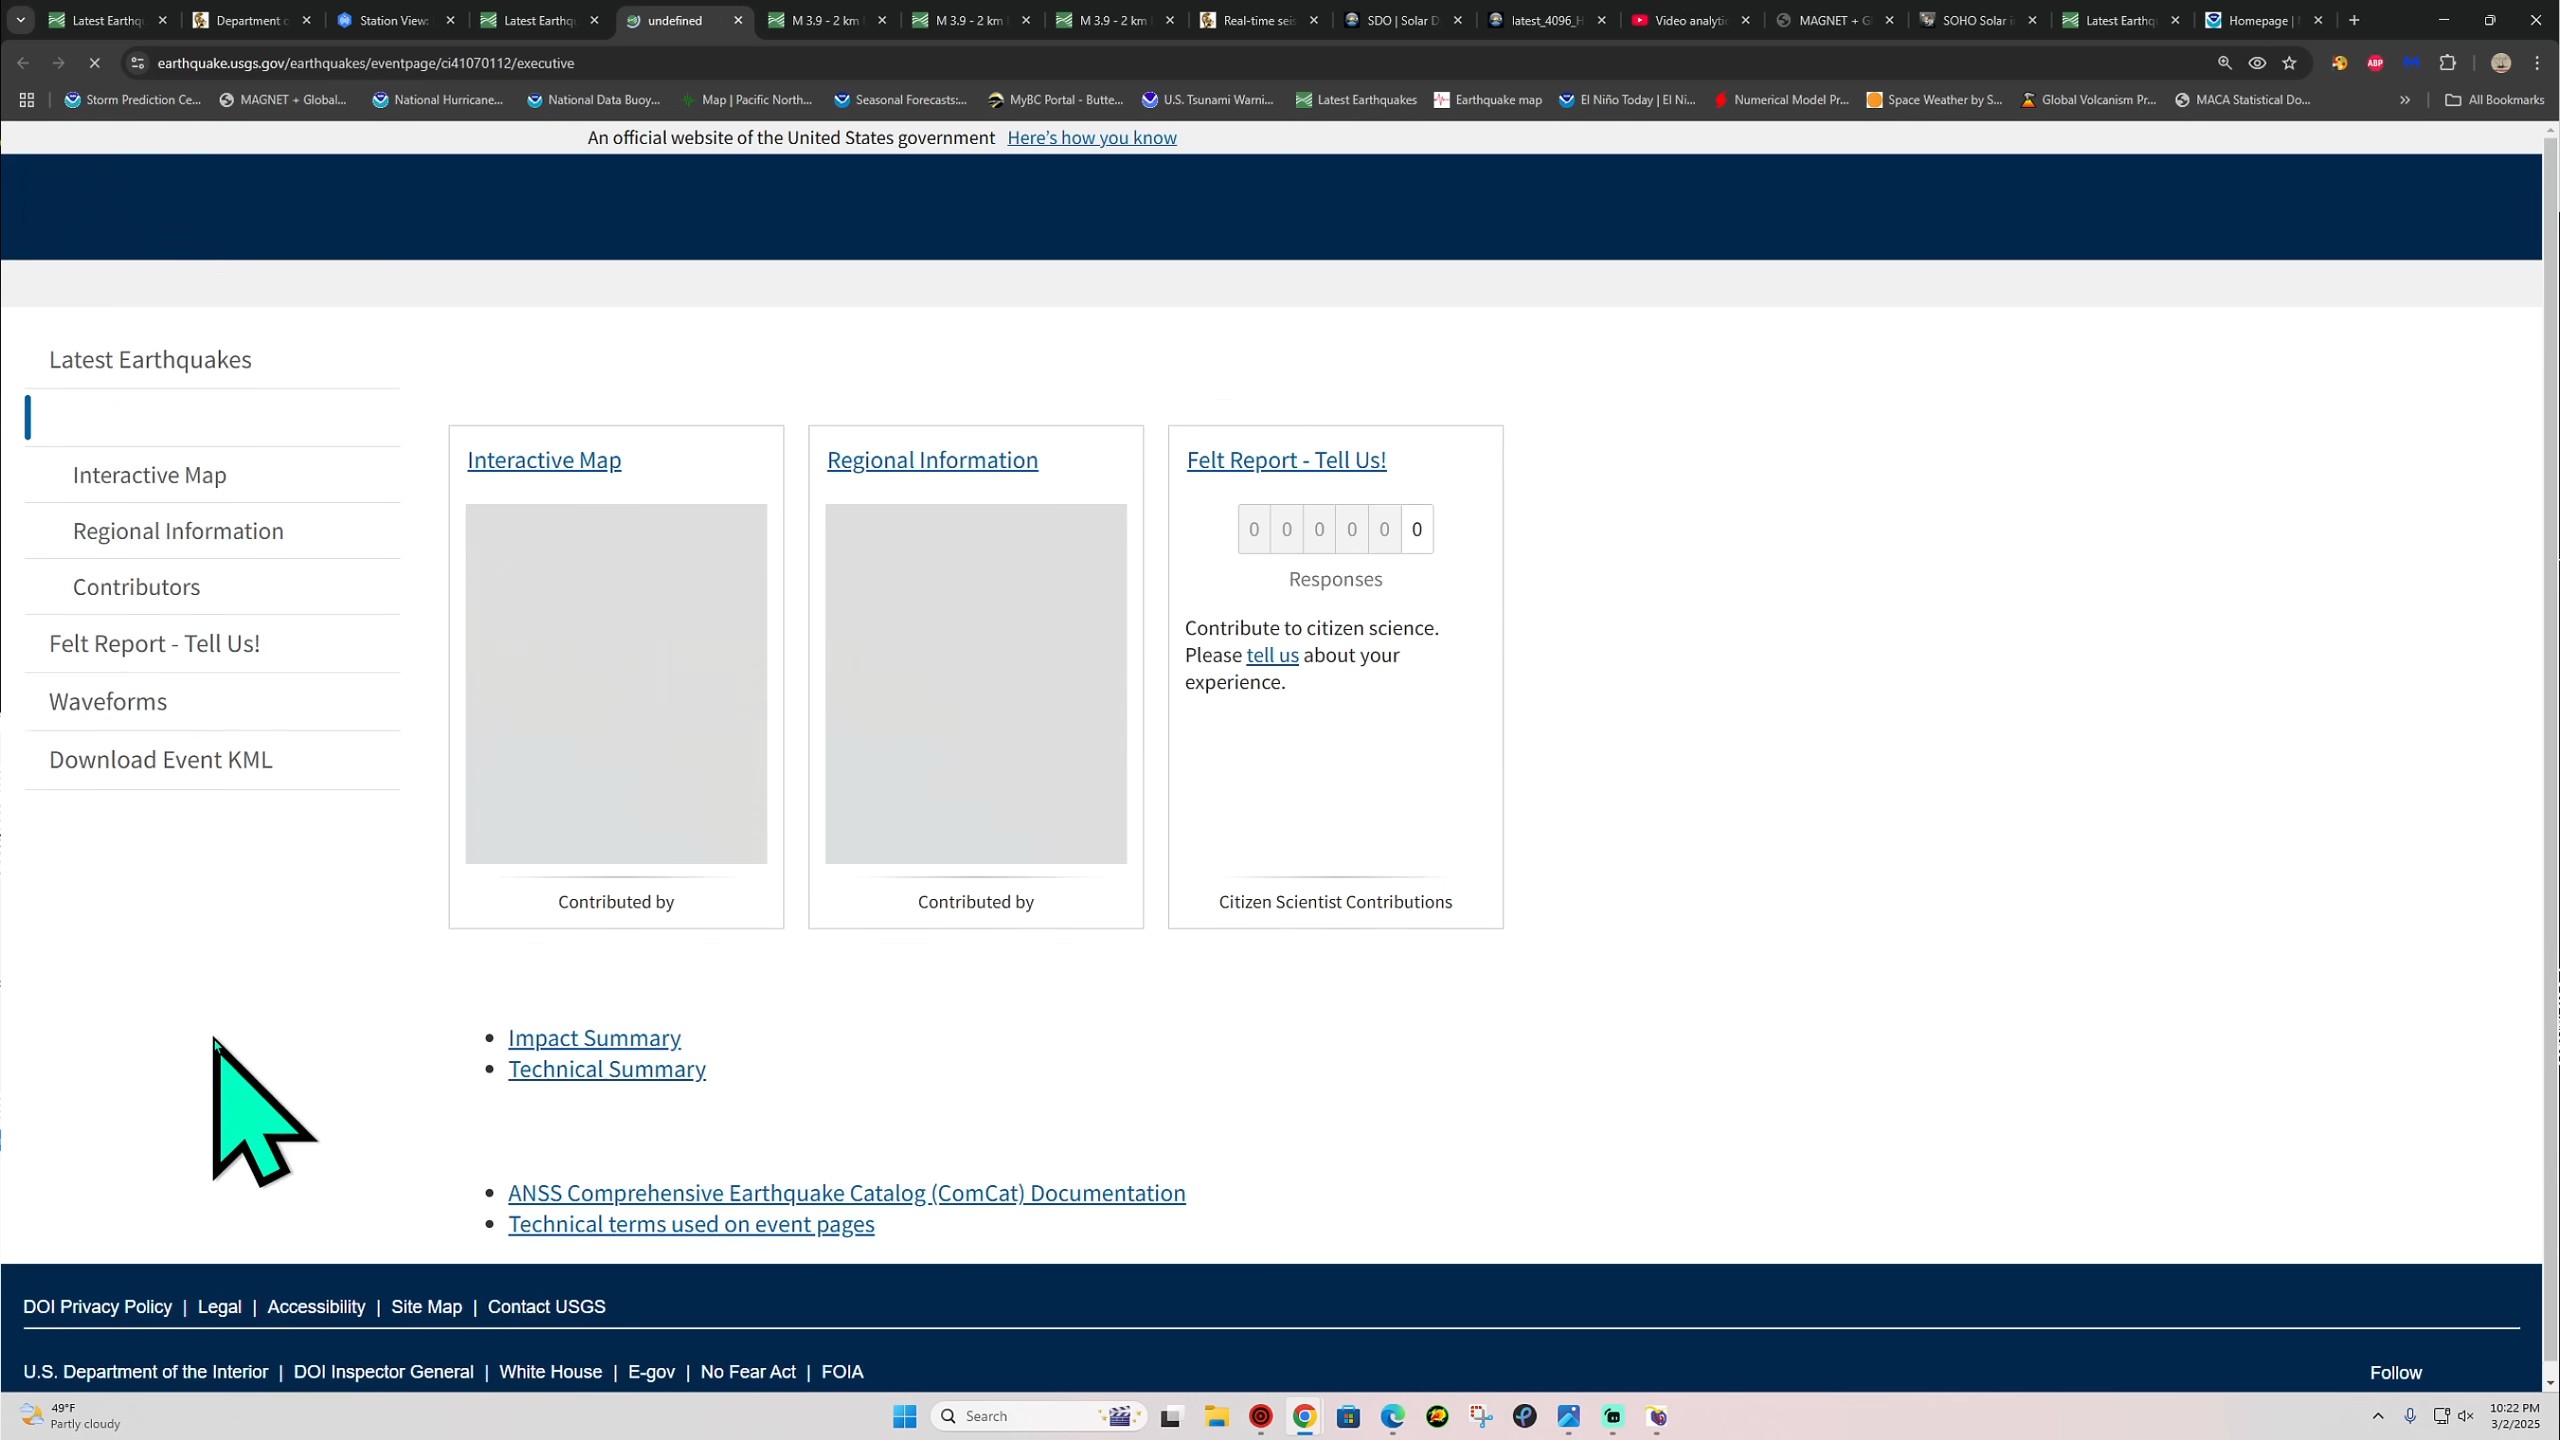 Latest Earthqu
Department o
Station View:
Latest Earthqu
undefined
M 3.9 - 2 km
M 3.9 - 2 km
M 3.9 - 2 km
Real-time seis
SDO | Solar D
latest_4096_H
Video analytic
MAGNET + Gl
SOHO Solar i
Latest Earthqu
Homepage |
earthquake.usgs.gov/earthquakes/eventpage/ci41070112/executive
ABP
Storm Prediction Ce...
MAGNET + Global...
National Hurricane...
National Data Buoy...
Map | Pacific North...
Seasonal Forecasts:...
MyBC Portal - Butte...
U.S. Tsunami Warni...
Latest Earthquakes
Earthquake map
El Niño Today | El Ni...
Numerical Model Pr...
Space Weather by S...
Global Volcanism Pr...
MACA Statistical Do...
All Bookmarks
An official website of the United States government Here's how you know
Latest Earthquakes
Interactive Map
Regional Information
Contributors
Felt Report - Tell Us!
Waveforms
Download Event KML
Interactive Map
Contributed by
Regional Information
Contributed by
Felt Report - Tell Us!
0 0 0 0 0 0
Responses
Contribute to citizen science.
Please tell us about your
experience.
Citizen Scientist Contributions
Impact Summary
Technical Summary
ANSS Comprehensive Earthquake Catalog (ComCat) Documentation
Technical terms used on event pages
DOI Privacy Policy | Legal | Accessibility | Site Map | Contact USGS
U.S. Department of the Interior | DOI Inspector General | White House | E-gov | No Fear Act | FOIA
Follow
49°F
Partly cloudy
Search
10:22 PM
3/2/2025